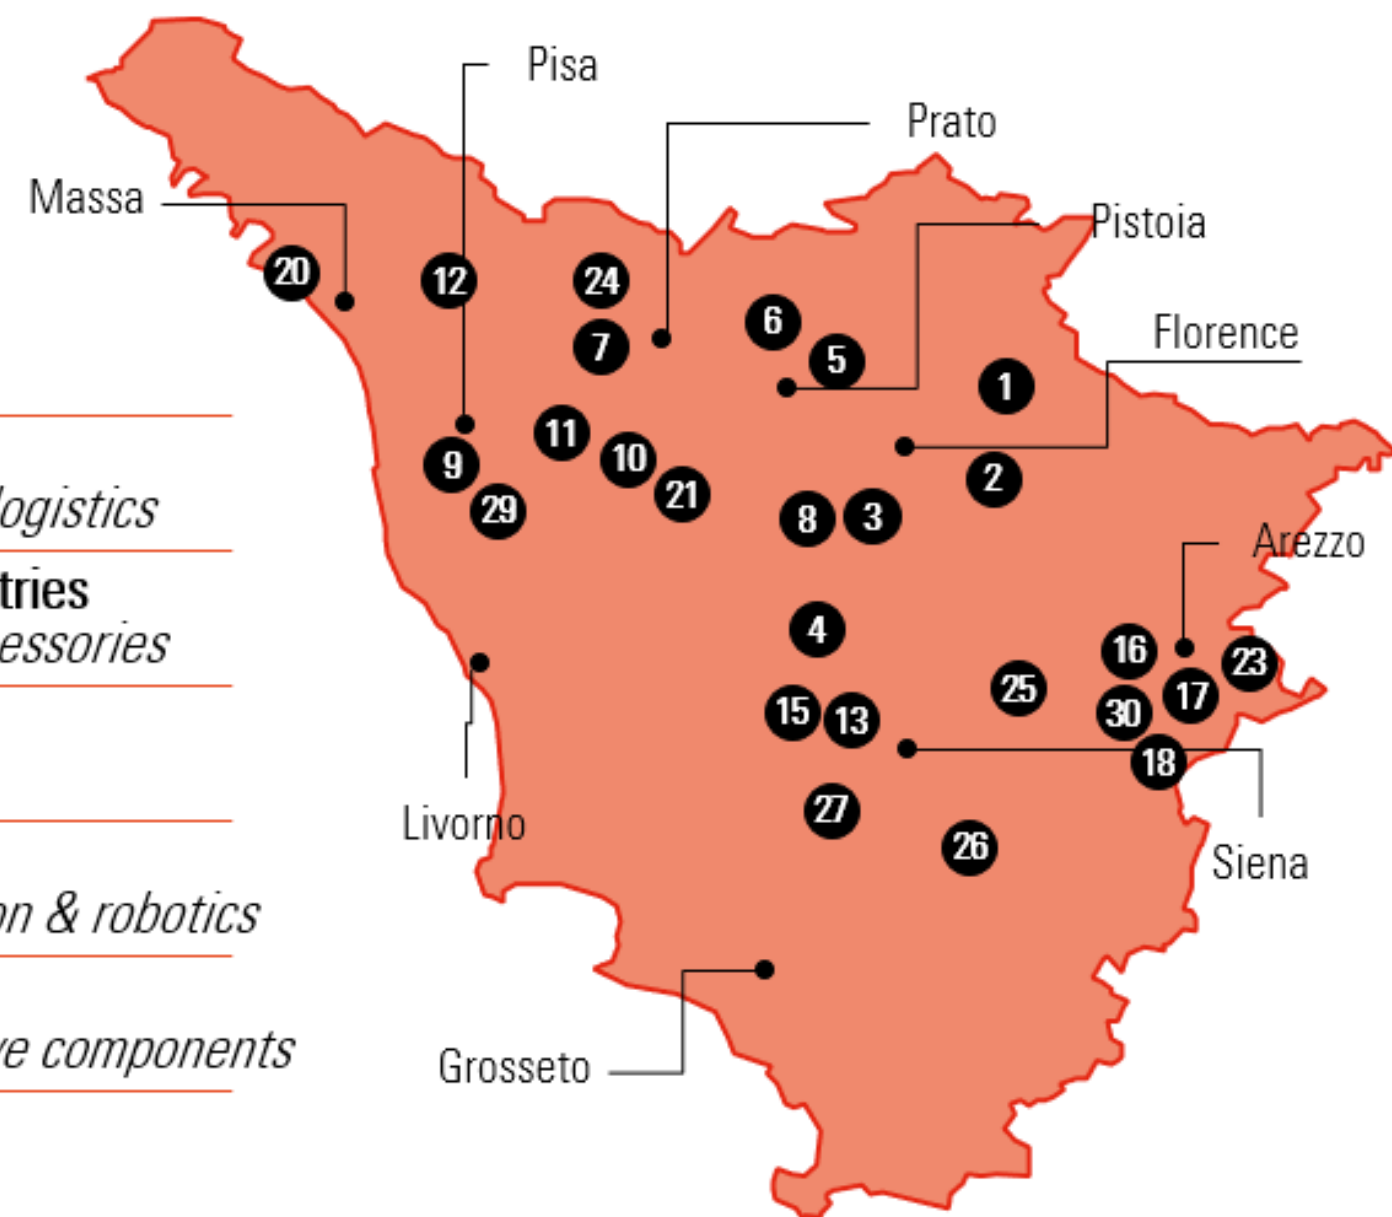 Pisa
Prato
Massa
Pistoia
20
12
24
6
Florence
7
5
1
11
9
10
2
29
21
8
3
logistics
Arezzo
tries
essories
4
16
23
25
17
15
13
30
18
27
Livorno
26
Siena
on & robotics
ve components
Grosseto